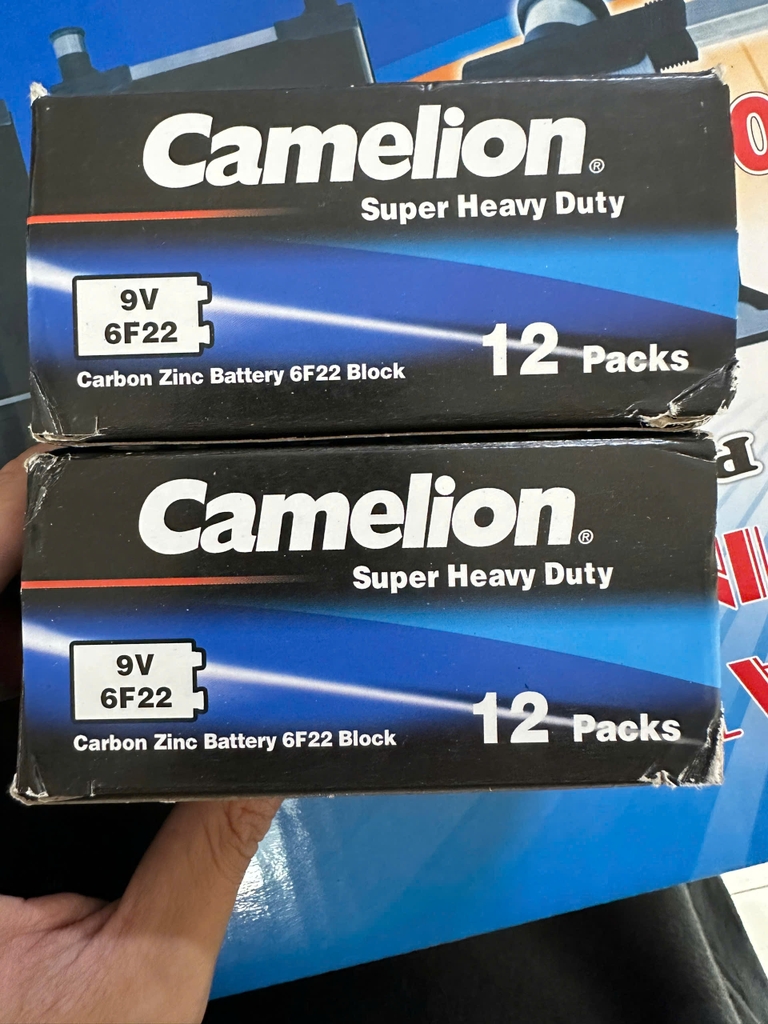 Camelion®
Super Heavy Duty
9V
6F22
12 Packs
Carbon Zinc Battery 6F22 Block
Camelion®
Super Heavy Duty
9V
6F22
12 Packs
Carbon Zinc Battery 6F22 Block